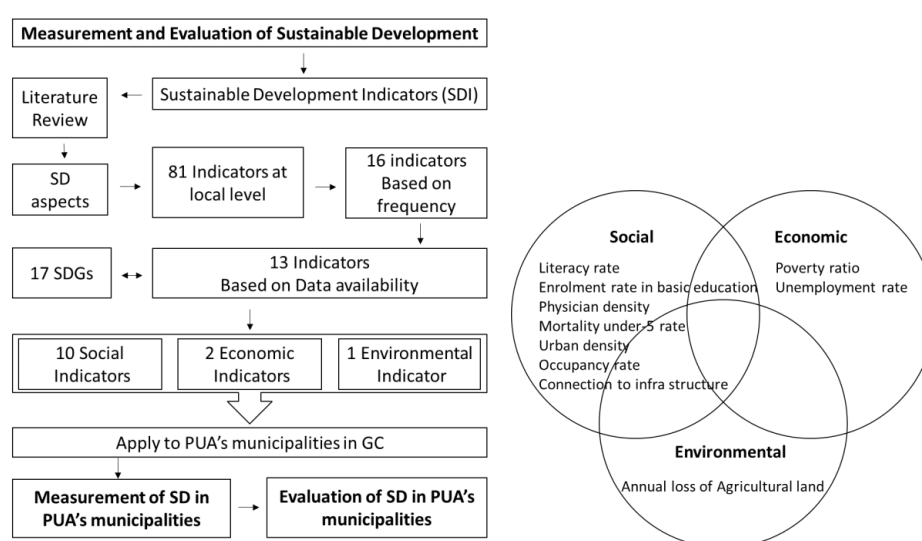 Measurement and Evaluation of Sustainable Development
Sustainable Development Indicators (SDI)
Literature
Review
SD
aspects
81 Indicators at
local level
16 indicators
Based on
frequency
17 SDGs
13 Indicators
Based on Data availability
10 Social
Indicators
2 Economic
Indicators
1 Environmental
Indicator
Apply to PUA's municipalities in GC
Measurement of SD in
PUA's municipalities
Evaluation of SD in PUA's
municipalities
Social
Literacy rate
Enrolment rate in basic education
Physician density
Mortality under-5 rate
Urban density
Occupancy rate
Connection to infra structure
Economic
Poverty ratio
Unemployment rate
Environmental
Annual loss of Agricultural land